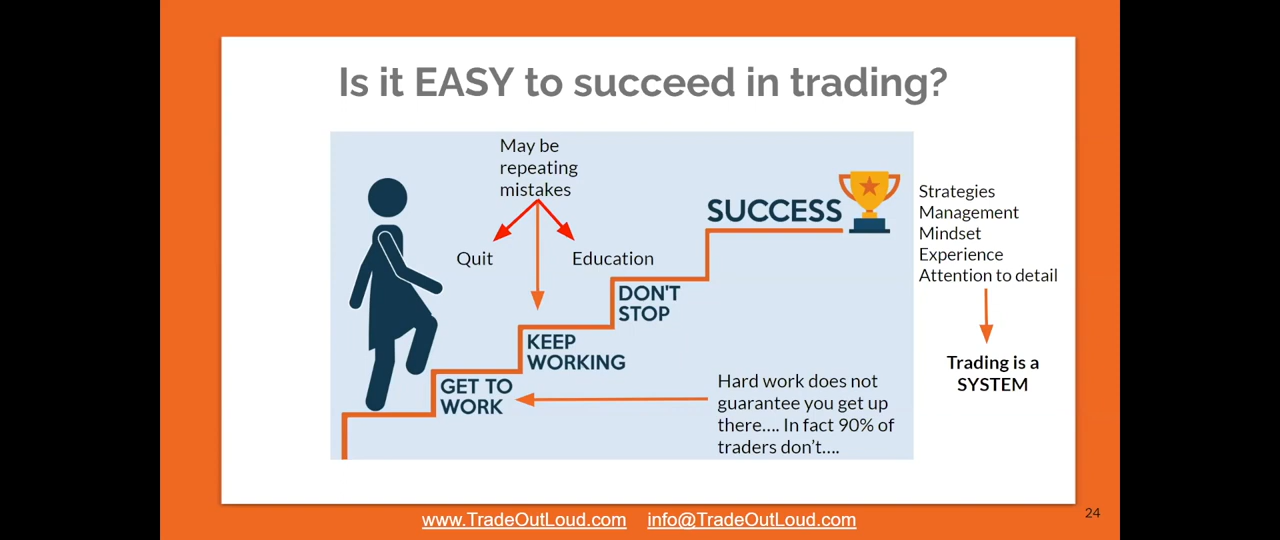 Is it EASY to succeed in trading?
May be
repeating
mistakes
Quit
Education
SUCCESS
DON'T
STOP
KEEP
WORKING
GET TO
WORK
Hard work does not
guarantee you get up
there.... In fact 90% of
traders don't....
Strategies
Management
Mindset
Experience
Attention to detail
Trading is a
SYSTEM
www.TradeOutLoud.com info@TradeOutLoud.com
24